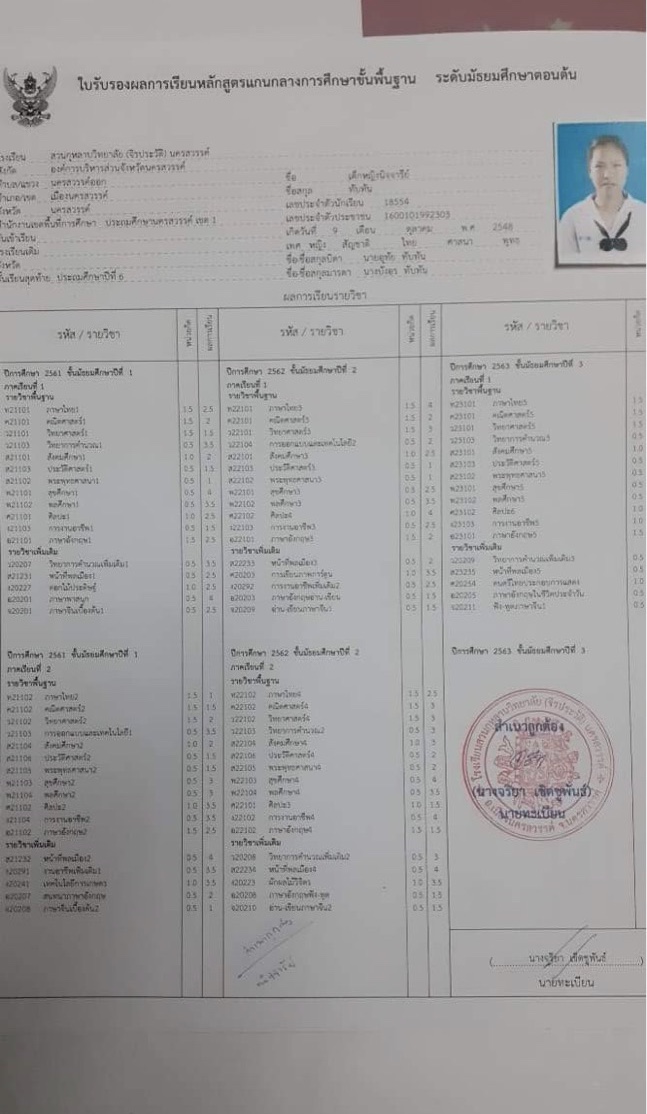 ใบรับรองผลการเรียนหลักสูตรแกนกลางการศึกษาขั้นพื้นฐาน ระดับมัธยมศึกษาตอนต้น
สวนกุหลาบวิทยาลัย (จิรประวัติ) นครสวรรค์
องค์การบริหารส่วนจังหวัดนครสวรรค์
นครสวรรค์ออก
เมืองนครสวรรค์
นครสวรรค์
สำนักงานเขตพื้นที่การศึกษา ประถมศึกษานครสวรรค์ เขต 1
ชั้นเรียนสุดท้าย ประถมศึกษาปีที่ 6
ชื่อ
ชื่อสกุล ทับทัน
เลขประจำตัวนักเรียน 18554
เลขประจำตัวประชาชน 1600101992303
เกิดวันที่ 9 เดือน ตุลาคม พ.ศ. 2548
เพศ หญิง สัญชาติ ไทย ศาสนา พุทธ
ชื่อ-ชื่อสกุลบิดา นายอุทัย ทับทัน
ชื่อ-ชื่อสกุลมารดา นางบังอร ทับทัน
ผลการเรียนรายวิชา
รหัส / รายวิชา หน่วยกิต ผลการเรียน
รหัส / รายวิชา หน่วยกิต ผลการเรียน
รหัส / รายวิชา หน่วยกิต
ปีการศึกษา 2561 ชั้นมัธยมศึกษาปีที่ 1
ภาคเรียนที่ 1
รายวิชาพื้นฐาน
ท21101 ภาษาไทย1 1.5 2.5
ค21101 คณิตศาสตร์1 1.5 2
ว21101 วิทยาศาสตร์1 1.5 1.5
ว21103 วิทยาการคำนวณ1 0.5 3.5
ส21101 สังคมศึกษา1 1.0 2
ส21103 ประวัติศาสตร์1 0.5 1.5
ส21102 พระพุทธศาสนา1 0.5 1
พ21101 สุขศึกษา1 0.5 4
พ21102 พลศึกษา1 0.5 3.5
ศ21101 ศิลปะ1 1.0 2.5
ง21103 การงานอาชีพ1 0.5 1.5
อ21101 ภาษาอังกฤษ1 1.5 2.5
รายวิชาเพิ่มเติม
ว20207 วิทยาการคำนวณเพิ่มเติม1 0.5 3.5
ส21231 หน้าที่พลเมือง1 0.5 2.5
ง20227 ดอกไม้ประดิษฐ์ 1.0 2.5
อ20201 ภาษาพาสนุก 0.5 4
จ20201 ภาษาจีนเบื้องต้น1 0.5 2.5
ปีการศึกษา 2562 ชั้นมัธยมศึกษาปีที่ 2
ภาคเรียนที่ 1
รายวิชาพื้นฐาน
ท22101 ภาษาไทย3 1.5 4
ค22101 คณิตศาสตร์3 1.5 2
ว22101 วิทยาศาสตร์3 1.5 3
ว22104 การออกแบบและเทคโนโลยี2 0.5 2
ส22101 สังคมศึกษา3 1.0 2.5
ส22103 ประวัติศาสตร์3 0.5 1
ส22102 พระพุทธศาสนา3 0.5 1
พ22101 สุขศึกษา3 0.5 2.5
พ22102 พลศึกษา3 0.5 3.5
ศ22102 ศิลปะ4 1.0 4
ง22103 การงานอาชีพ3 0.5 2.5
อ22101 ภาษาอังกฤษ3 1.5 2
รายวิชาเพิ่มเติม
ส22233 หน้าที่พลเมือง3 0.5 2
ศ20203 การเขียนภาพการ์ตูน 1.0 3.5
ง20292 การงานอาชีพเพิ่มเติม2 0.5 2.5
อ20203 ภาษาอังกฤษอ่าน-เขียน 0.5 1.5
จ20209 อ่าน-เขียนภาษาจีน1 0.5 1.5
ปีการศึกษา 2563 ชั้นมัธยมศึกษาปีที่ 3
ภาคเรียนที่ 1
รายวิชาพื้นฐาน
ท23101 ภาษาไทย5 1.5
ค23101 คณิตศาสตร์5 1.5
ว23101 วิทยาศาสตร์5 1.5
ว23103 วิทยาการคำนวณ3 0.5
ส23101 สังคมศึกษา5 1.0
ส23103 ประวัติศาสตร์5 0.5
ส23102 พระพุทธศาสนา5 0.5
พ23101 สุขศึกษา5 0.5
พ23102 พลศึกษา5 0.5
ศ23102 ศิลปะ6 1.0
ง23103 การงานอาชีพ5 1.0
อ23101 ภาษาอังกฤษ5 1.5
รายวิชาเพิ่มเติม
ว20209 วิทยาการคำนวณเพิ่มเติม3 0.5
ส23235 หน้าที่พลเมือง5 0.5
ศ20254 ดนตรีไทยประกอบการแสดง 1.0
อ20205 ภาษาอังกฤษในชีวิตประจำวัน 0.5
จ20211 ฟัง-พูดภาษาจีน1 0.5
ปีการศึกษา 2561 ชั้นมัธยมศึกษาปีที่ 1
ภาคเรียนที่ 2
รายวิชาพื้นฐาน
ท21102 ภาษาไทย2 1.5 1
ค21102 คณิตศาสตร์2 1.5 1.5
ว21102 วิทยาศาสตร์2 1.5 2
ว21103 การออกแบบและเทคโนโลยี1 0.5 3.5
ส21104 สังคมศึกษา2 1.0 2
ส21106 ประวัติศาสตร์2 0.5 1.5
ส21105 พระพุทธศาสนา2 0.5 1.5
พ21103 สุขศึกษา2 0.5 3
พ21104 พลศึกษา2 0.5 3
ศ21102 ศิลปะ2 1.0 3.5
ง21104 การงานอาชีพ2 0.5 3.5
อ21102 ภาษาอังกฤษ2 1.5 2.5
รายวิชาเพิ่มเติม
ส21232 หน้าที่พลเมือง2 0.5 4
ง20291 งานอาชีพเพิ่มเติม1 0.5 3.5
ง20241 เทคโนโลยีการเกษตร 1.0 3.5
อ20207 สนทนาภาษาอังกฤษ 0.5 2
จ20208 ภาษาจีนเบื้องต้น2 0.5 1
ปีการศึกษา 2562 ชั้นมัธยมศึกษาปีที่ 2
ภาคเรียนที่ 2
รายวิชาพื้นฐาน
ท22102 ภาษาไทย4 1.5 2.5
ค22102 คณิตศาสตร์4 1.5 3
ว22102 วิทยาศาสตร์4 1.5 3
ว22103 วิทยาการคำนวณ2 0.5 3
ส22104 สังคมศึกษา4 1.0 3
ส22106 ประวัติศาสตร์4 0.5 2
ส22105 พระพุทธศาสนา4 0.5 2
พ22103 สุขศึกษา4 0.5 4
พ22104 พลศึกษา4 0.5 3.5
ศ22101 ศิลปะ3 1.0 1.5
ง22102 การงานอาชีพ4 0.5 4
อ22102 ภาษาอังกฤษ4 1.5 1.5
รายวิชาเพิ่มเติม
ว20208 วิทยาการคำนวณเพิ่มเติม2 0.5 3
ส22234 หน้าที่พลเมือง4 0.5 4
ง20223 ผักผลไม้วิจิตร 1.0 3.5
อ20206 ภาษาอังกฤษฟัง-พูด 0.5 1.5
จ20210 อ่าน-เขียนภาษาจีน2 0.5 1.5
ปีการศึกษา 2563 ชั้นมัธยมศึกษาปีที่ 3
สำเนาถูกต้อง
(นางจริยา เชิดชูพันธ์)
นายทะเบียน
สำเนาถูกต้อง
( นางจริยา เชิดชูพันธ์ )
นายทะเบียน